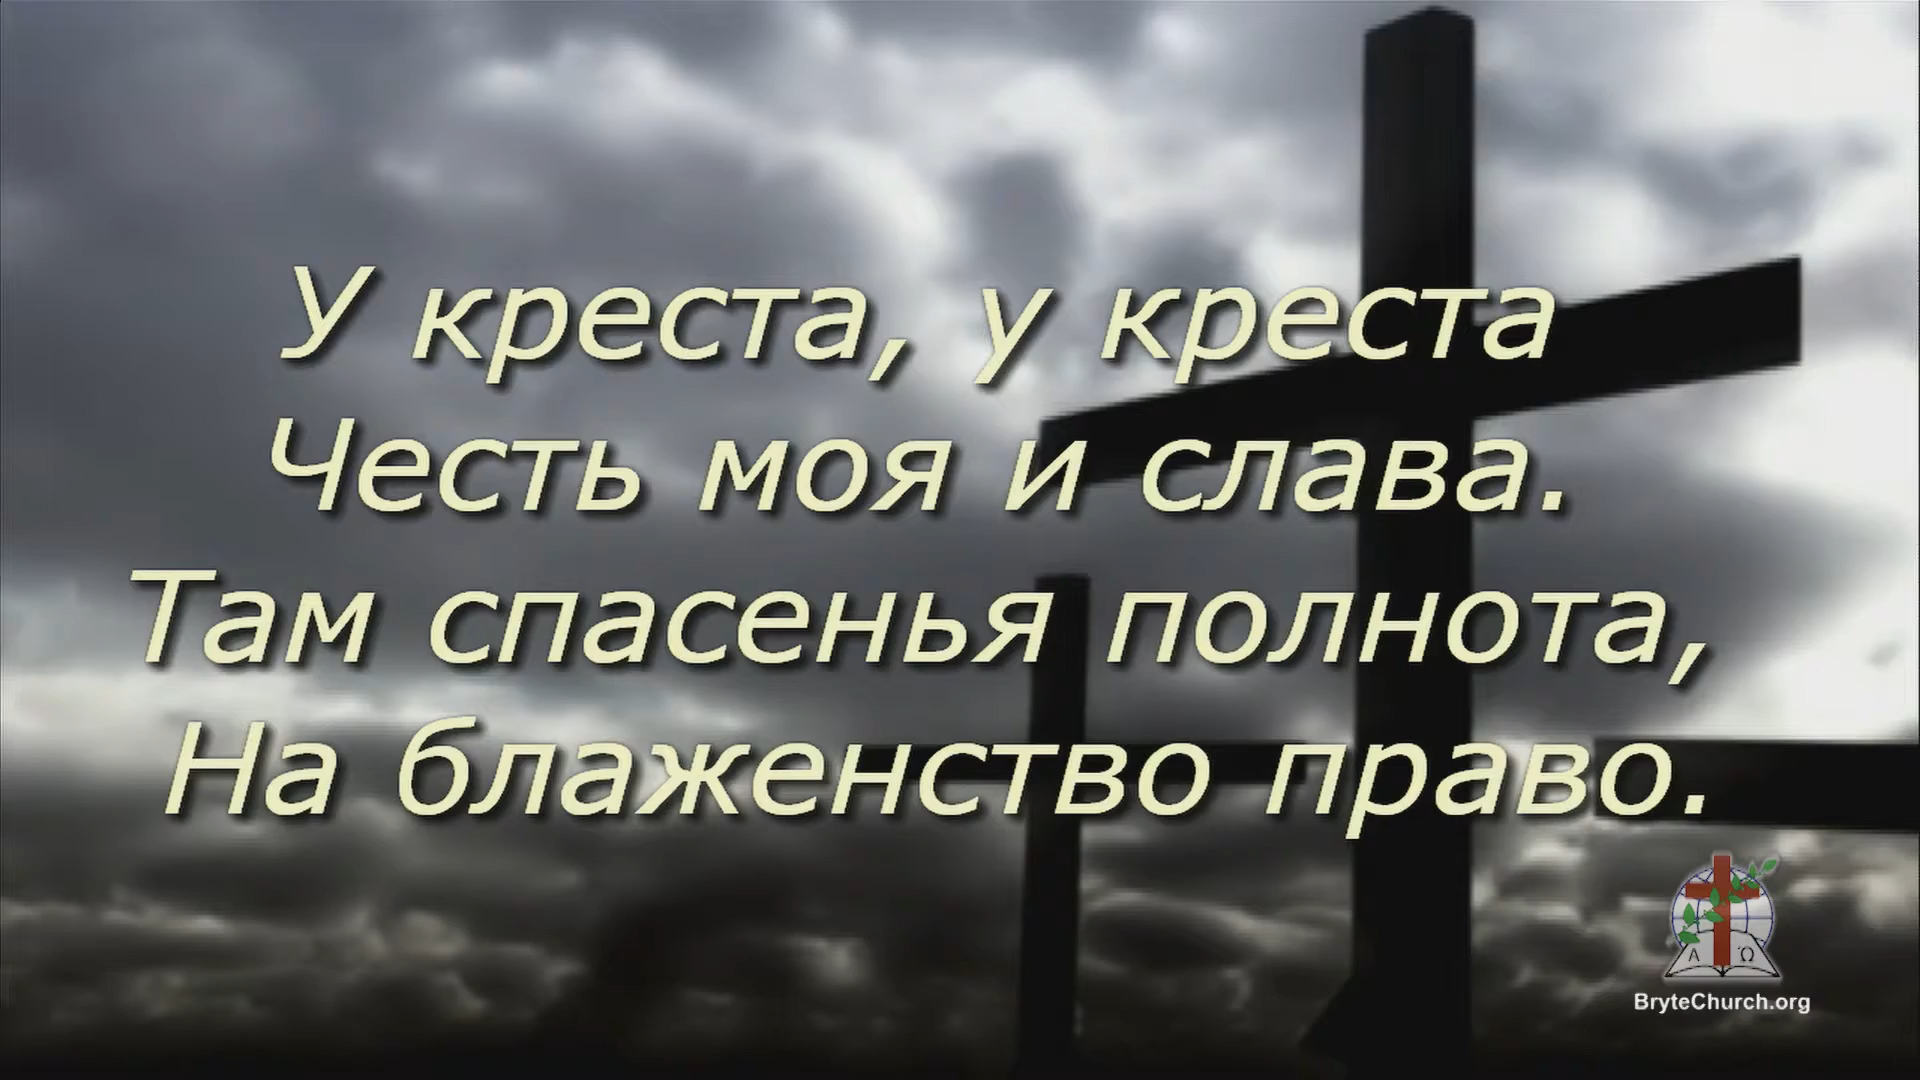 У креста, у креста
Честь моя и слава.
Там спасенья полнота,
На блаженство право.
Α Ω
BryteChurch.org